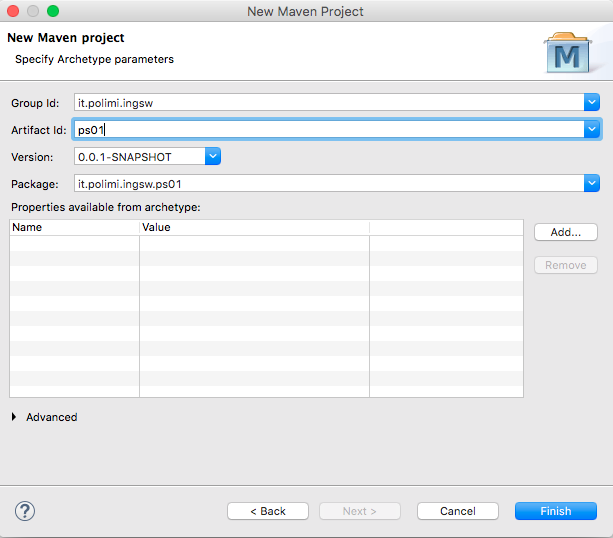 New Maven Project
New Maven project
Specify Archetype parameters
M
Group Id: it.polimi.ingsw
Artifact Id: ps01
Version: 0.0.1-SNAPSHOT
Package: it.polimi.ingsw.ps01
Properties available from archetype:
Name Value
Add...
Remove
Advanced
? < Back Next > Cancel Finish